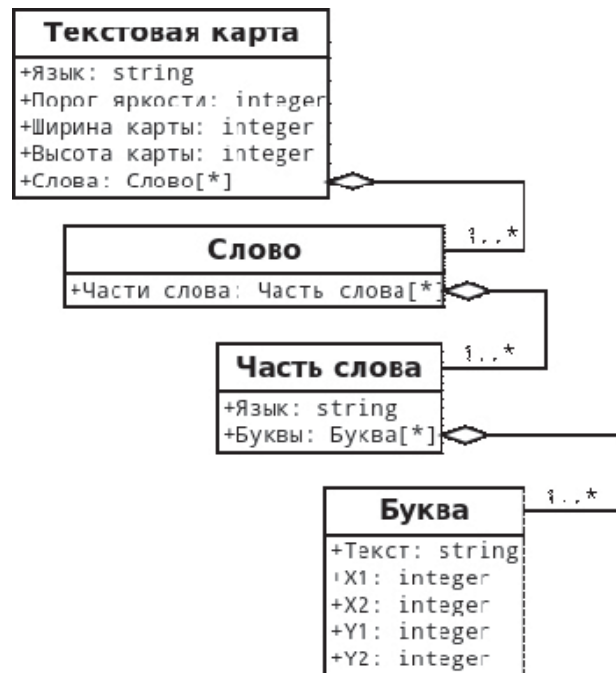 Текстовая карта
+Язык: string
+Порог яркости: integer
+Ширина карты: integer
+Высота карты: integer
+Слова: Слово[*]
1..*
Слово
+Части слова: Часть слова[*]
1..*
Часть слова
+Язык: string
+Буквы: Буква[*]
1..*
Буква
+Текст: string
+X1: integer
+X2: integer
+Y1: integer
+Y2: integer